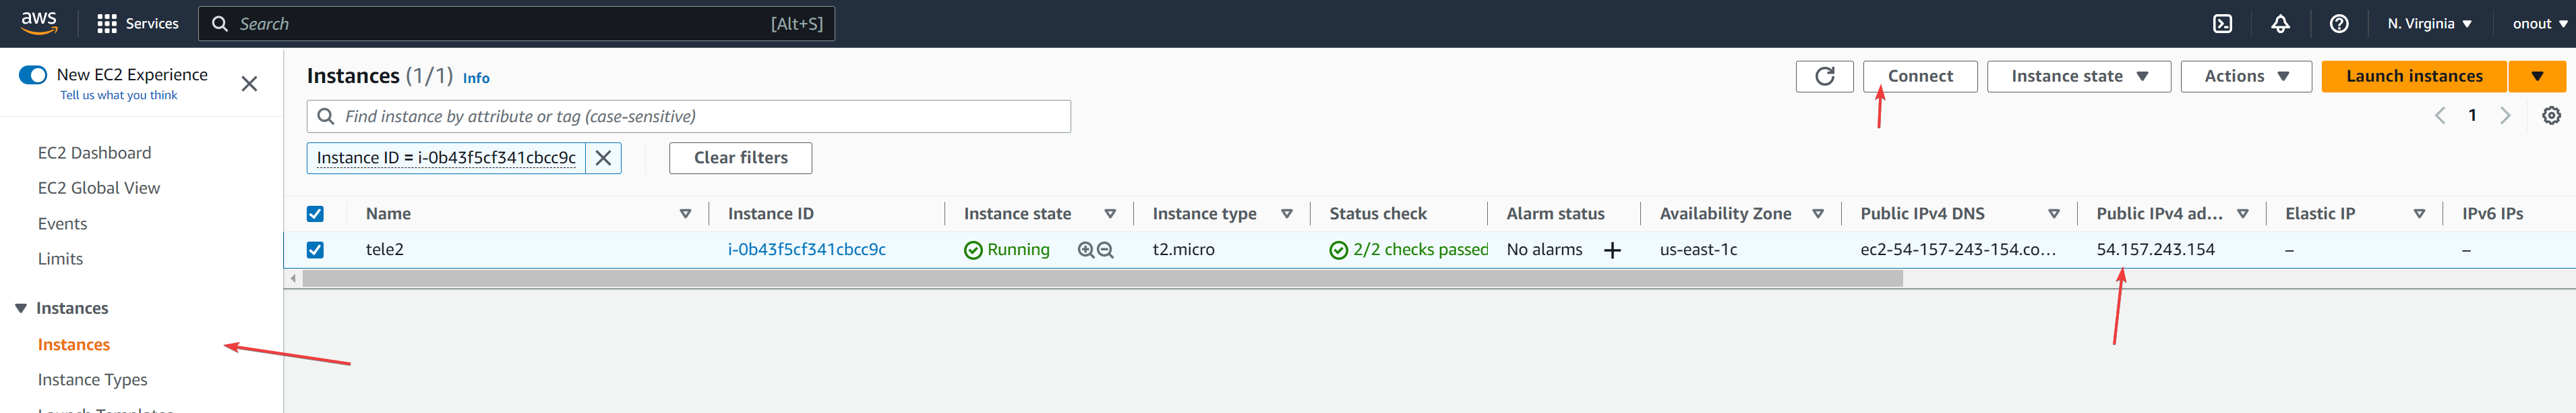 aws
Services
Search
[Alt+S]
N. Virginia
onout
New EC2 Experience
Tell us what you think
EC2 Dashboard
EC2 Global View
Events
Limits
Instances
Instances
Instance Types
Launch Templates
Instances (1/1) Info
Connect
Instance state
Actions
Launch instances
Find instance by attribute or tag (case-sensitive)
1
Instance ID = i-0b43f5cf341cbcc9c
Clear filters
Name Instance ID Instance state Instance type Status check Alarm status Availability Zone Public IPv4 DNS Public IPv4 ad... Elastic IP IPv6 IPs
tele2 i-0b43f5cf341cbcc9c Running t2.micro 2/2 checks passed No alarms + us-east-1c ec2-54-157-243-154.co... 54.157.243.154 – –